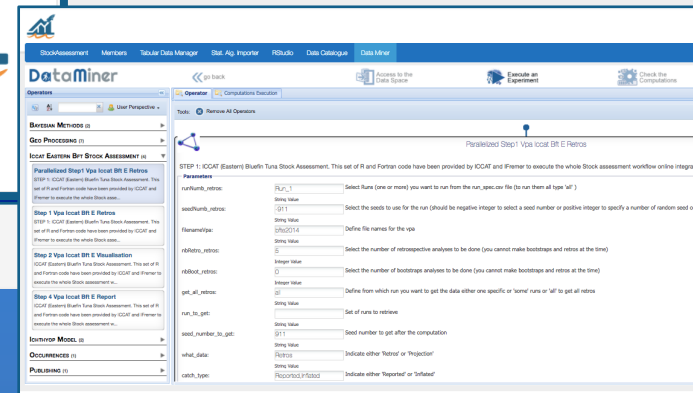 StockAssessment Members Tabular Data Manager Stat. Alg. Importer RStudio Data Catalogue Data Miner
DataMiner
go back
Access to the
Data Space
Execute an
Experiment
Check the
Computations
Operators
Operator Computations Execution
User Perspective
Tools: Remove All Operators
BAYESIAN METHODS (2)
GEO PROCESSING (1)
ICCAT EASTERN BFT STOCK ASSESSMENT (4)
Parallelized Step1 Vpa Iccat Bft E Retros
STEP 1: ICCAT (Eastern) Bluefin Tuna Stock Assessment. This
set of R and Fortran code have been provided by ICCAT and
IFremer to execute the whole Stock asse...
Step 1 Vpa Iccat Bft E Retros
STEP 1: ICCAT (Eastern) Bluefin Tuna Stock Assessment. This
set of R and Fortran code have been provided by ICCAT and
IFremer to execute the whole Stock asse...
Step 2 Vpa Iccat Bft E Visualisation
ICCAT (Eastern) Bluefin Tuna Stock Assessment. This set of R
and Fortran code have been provided by ICCAT and IFremer to
execute the whole Stock assessment w...
Step 4 Vpa Iccat Bft E Report
ICCAT (Eastern) Bluefin Tuna Stock Assessment. This set of R
and Fortran code have been provided by ICCAT and IFremer to
execute the whole Stock assessment w...
ICHTHYOP MODEL (2)
OCCURRENCES (1)
PUBLISHING (1)
Parallelized Step1 Vpa Iccat Bft E Retros
STEP 1: ICCAT (Eastern) Bluefin Tuna Stock Assessment. This set of R and Fortran code have been provided by ICCAT and IFremer to execute the whole Stock assessment workflow online integra
Parameters
runNumb_retros: Run_1 Select Runs (one or more) you want to run from the run_spec.csv file (to run them all type 'all' )
String Value
seedNumb_retros: -911 Select the seeds to use for the run (should be negative integer to select a seed number or positive integer to specify a number of random seed o
String Value
filenameVpa: bfte2014 Define file names for the vpa
String Value
nbRetro_retros: 5 Select the number of retrospective analyses to be done (you cannot make bootstraps and retros at the time)
Integer Value
nbBoot_retros: 0 Select the number of bootstraps analyses to be done (you cannot make bootstraps and retros at the time)
Integer Value
get_all_retros: all Define from which run you want to get the data either one specific or 'some' runs or 'all' to get all retros
String Value
run_to_get: Set of runs to retrieve
String Value
seed_number_to_get: 911 Seed number to get after the computation
String Value
what_data: Retros Indicate either 'Retros' or 'Projection'
String Value
catch_type: Reported,Inflated Indicate either 'Reported' or 'Inflated'